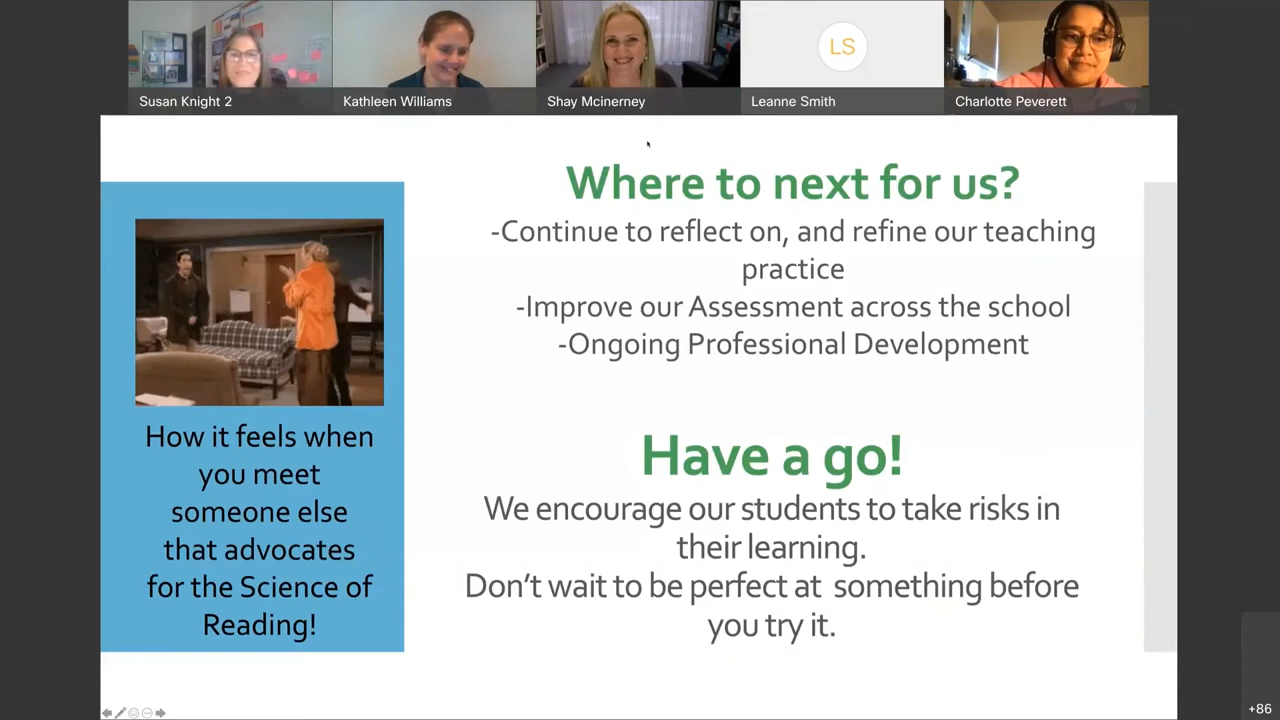 Susan Knight 2
Kathleen Williams
Shay Mcinerney
LS
Leanne Smith
Charlotte Peverett
Where to next for us?
-Continue to reflect on, and refine our teaching
practice
-Improve our Assessment across the school
-Ongoing Professional Development
How it feels when
you meet
someone else
that advocates
for the Science of
Reading!
Have a go!
We encourage our students to take risks in
their learning.
Don’t wait to be perfect at  something before
you try it.
+86